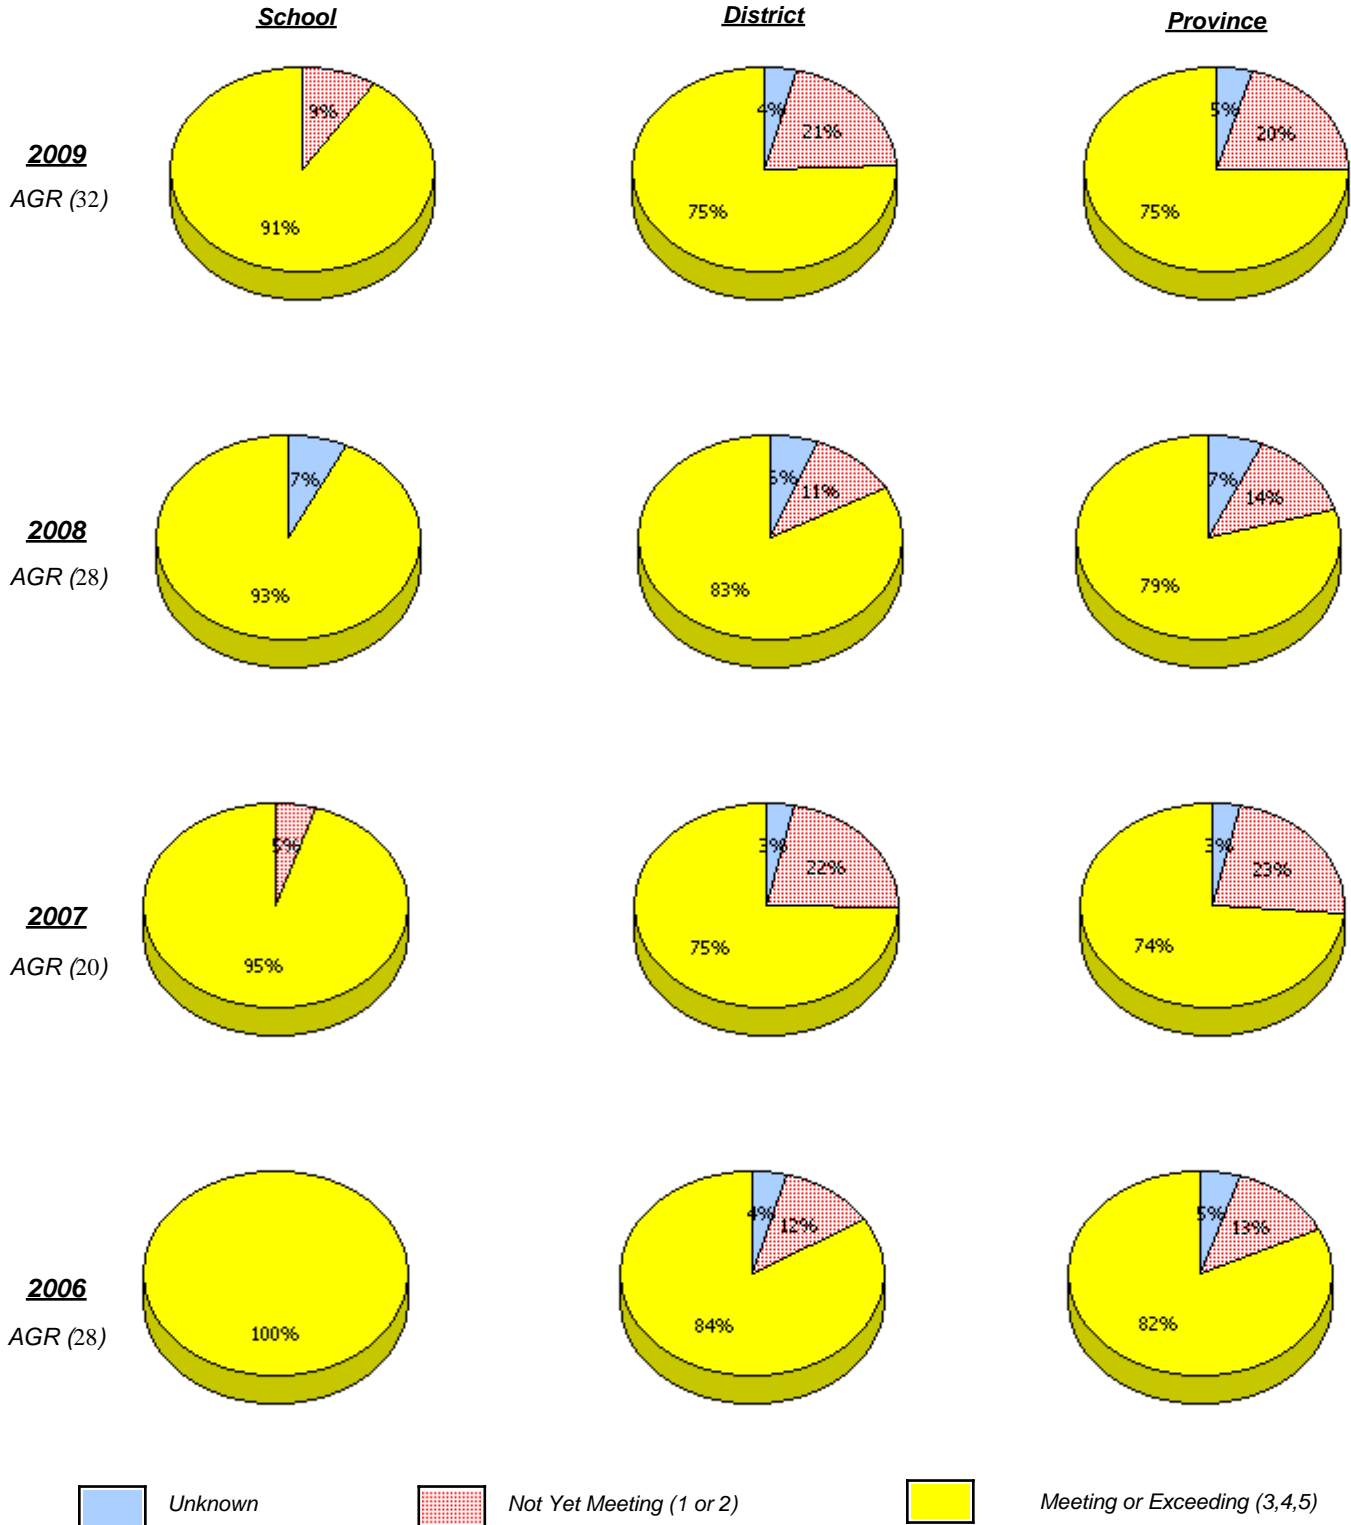 School District Province
9% 4% 21% 5% 20%
2009
AGR (32)
91% 75% 75%
7% 11% 7% 14%
2008
AGR (28)
93% 83% 79%
5% 3% 22% 3% 23%
2007
AGR (20)
95% 75% 74%
4% 12% 5% 13%
2006
AGR (28)
100% 84% 82%
Unknown Not Yet Meeting (1 or 2) Meeting or Exceeding (3,4,5)